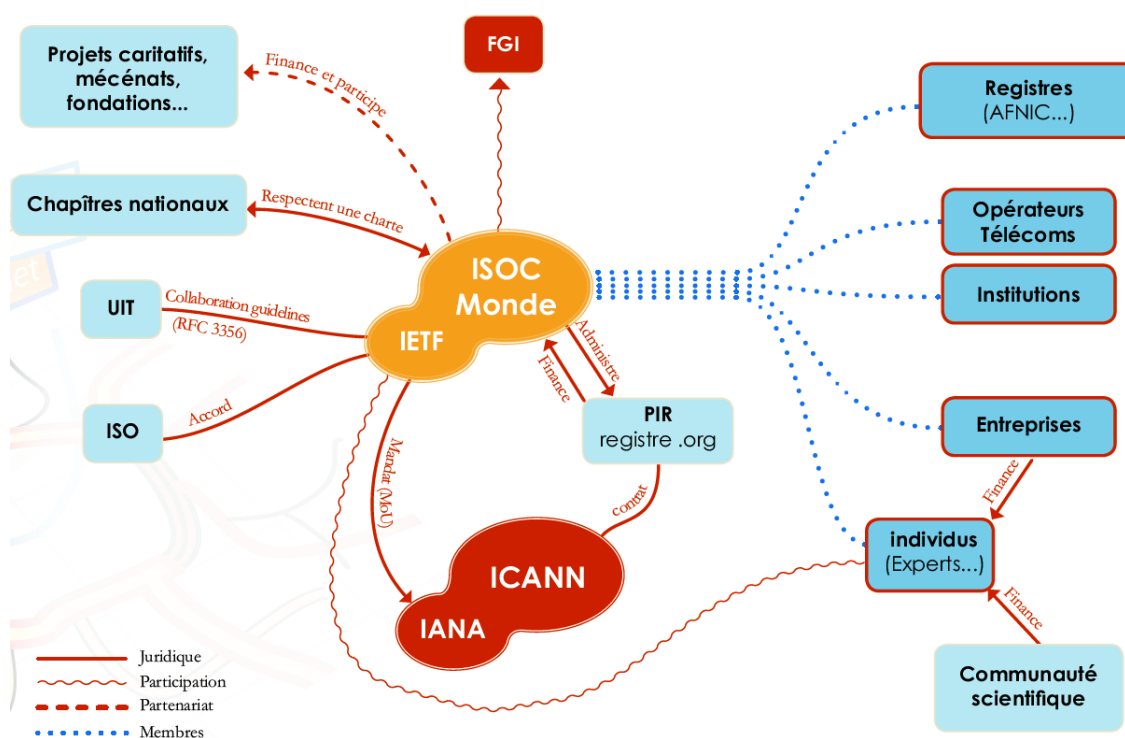 Projets caritatifs,
mécénats,
fondations...
Finance et participe
FGI
Registres
(AFNIC...)
Chapîtres nationaux
Respectent une charte
Opérateurs
Télécoms
ISOC
Monde
Institutions
UIT
Collaboration guidelines
(RFC 3356)
IETF
Administre
Finance
ISO
Accord
PIR
registre .org
Entreprises
Mandat (MoU)
contrat
Finance
individus
(Experts...)
ICANN
IANA
Finance
Communauté
scientifique
Juridique
Participation
Partenariat
Membres
et